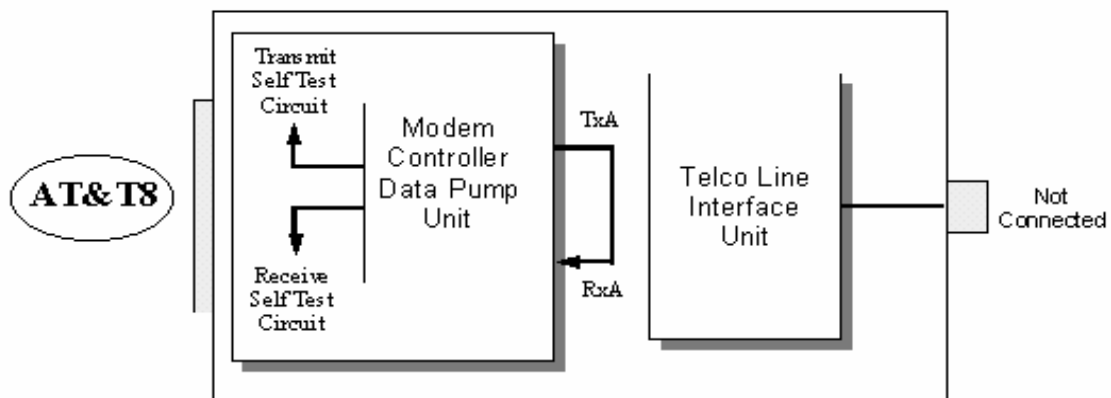 AT&T8
Transmit
Self Test
Circuit
Receive
Self Test
Circuit
Modem
Controller
Data Pump
Unit
TxA
RxA
Telco Line
Interface
Unit
Not
Connected